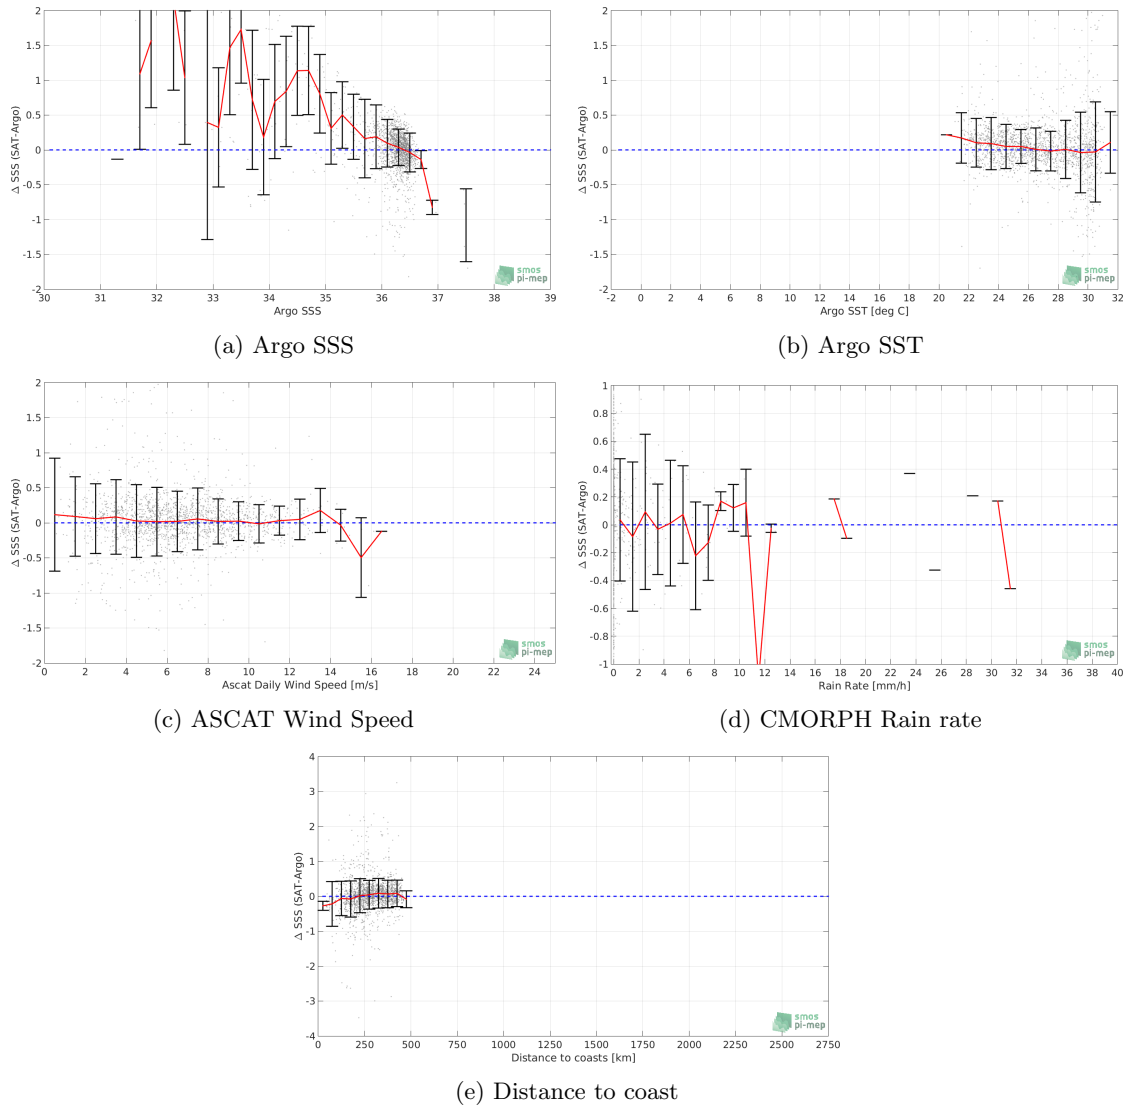 2
1.5
1
0.5
0
-0.5
-1
-1.5
-2
Δ SSS (SAT-Argo)
30 31 32 33 34 35 36 37 38 39
Argo SSS
smos
pi-mep
(a) Argo SSS
2
1.5
1
0.5
0
-0.5
-1
-1.5
-2
Δ SSS (SAT-Argo)
-2 0 2 4 6 8 10 12 14 16 18 20 22 24 26 28 30 32
Argo SST [deg C]
smos
pi-mep
(b) Argo SST
2
1.5
1
0.5
0
-0.5
-1
-1.5
-2
Δ SSS (SAT-Argo)
2 4 6 8 10 12 14 16 18 20 22 24
Ascat Daily Wind Speed [m/s]
smos
pi-mep
(c) ASCAT Wind Speed
1
0.8
0.6
0.4
0.2
0
-0.2
-0.4
-0.6
-0.8
-1
Δ SSS (SAT-Argo)
0 2 4 6 8 10 12 14 16 18 20 22 24 26 28 30 32 34 36 38 40
Rain Rate [mm/h]
smos
pi-mep
(d) CMORPH Rain rate
4
3
2
1
0
-1
-2
-3
-4
Δ SSS (SAT-Argo)
0 250 500 750 1000 1250 1500 1750 2000 2250 2500 2750
Distance to coasts [km]
smos
pi-mep
(e) Distance to coast